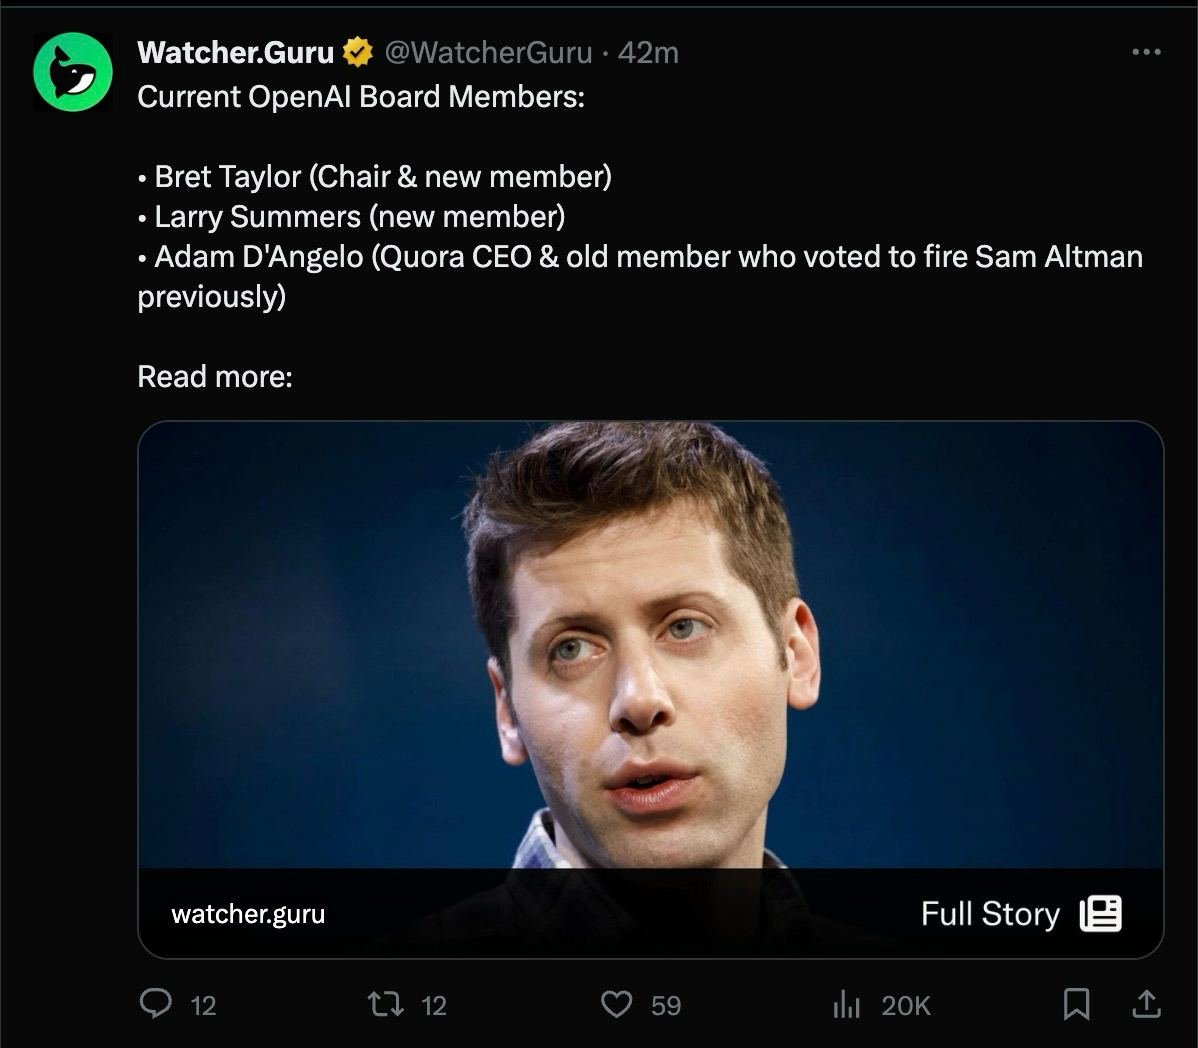 Watcher.Guru @WatcherGuru · 42m
Current OpenAI Board Members:
• Bret Taylor (Chair & new member)
• Larry Summers (new member)
• Adam D'Angelo (Quora CEO & old member who voted to fire Sam Altman
previously)
Read more:
watcher.guru
Full Story
12 12 59 20K